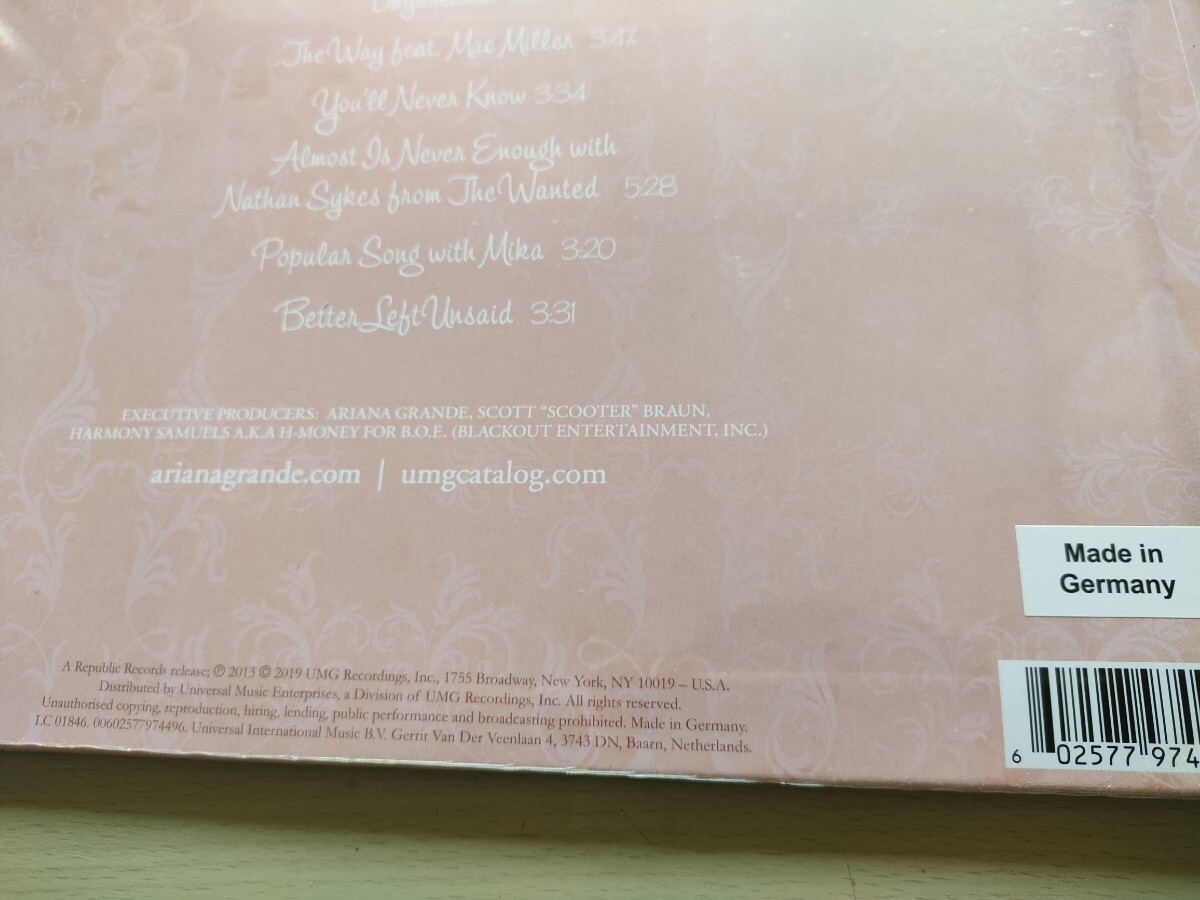 The Way feat. Mac Miller 3:47
You'll Never Know 3:34
Almost Is Never Enough with
Nathan Sykes from The Wanted 5:28
Popular Song with Mika 3:20
Better Left Unsaid 3:31
EXECUTIVE PRODUCERS: ARIANA GRANDE, SCOTT “SCOOTER” BRAUN,
HARMONY SAMUELS A.K.A H-MONEY FOR B.O.E. (BLACKOUT ENTERTAINMENT, INC.)
arianagrande.com | umgcatalog.com
Made in
Germany
A Republic Records release; ℗ 2013 © 2019 UMG Recordings, Inc., 1755 Broadway, New York, NY 10019 – U.S.A.
Distributed by Universal Music Enterprises, a Division of UMG Recordings, Inc. All rights reserved.
Unauthorised copying, reproduction, hiring, lending, public performance and broadcasting prohibited. Made in Germany.
LC 01846. 00602577974496. Universal International Music B.V. Gerrit Van Der Veenlaan 4, 3743 DN, Baarn, Netherlands.
6 02577 974